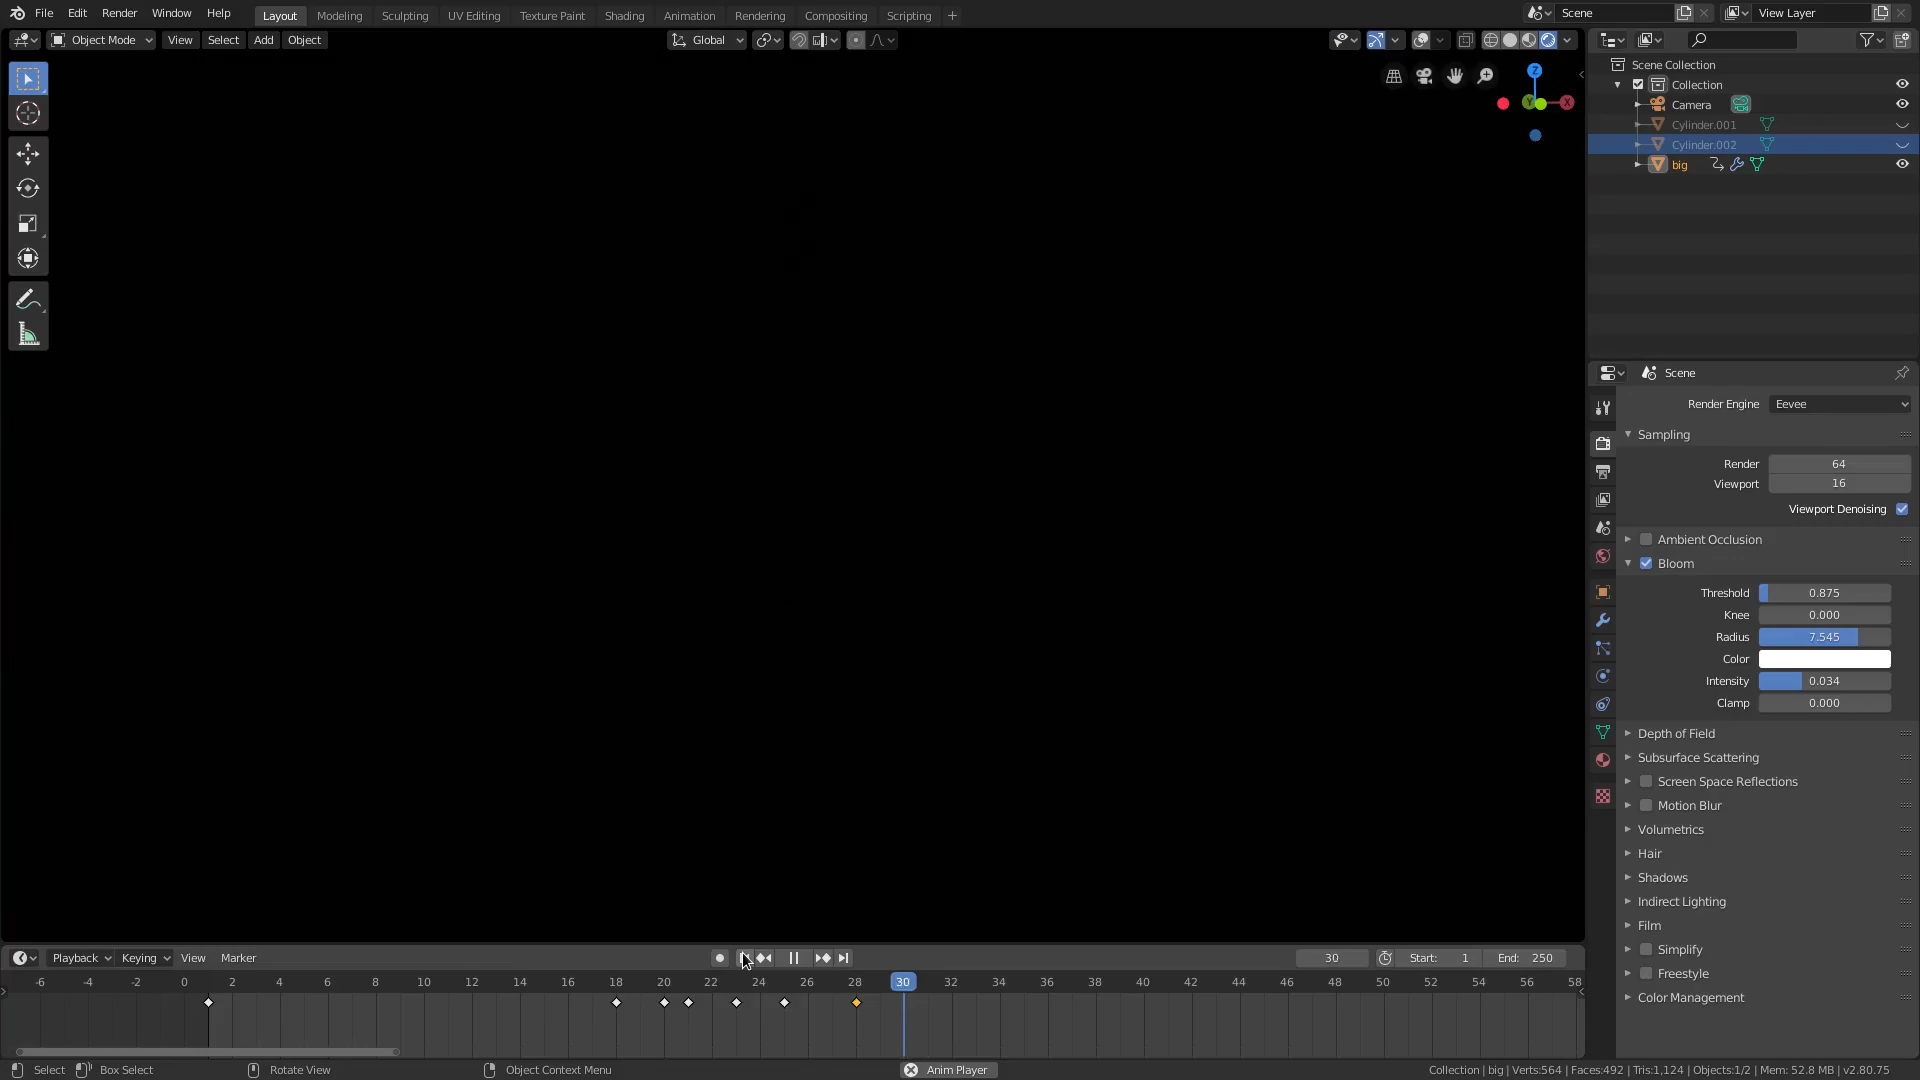 File Edit Render Window Help Layout Modeling Sculpting UV Editing Texture Paint Shading Animation Rendering Compositing Scripting + Scene View Layer
Object Mode View Select Add Object Global
Z
Y X
Scene Collection
Collection
Camera
Cylinder.001
Cylinder.002
big
Scene
Render Engine Eevee
Sampling
Render 64
Viewport 16
Viewport Denoising
Ambient Occlusion
Bloom
Threshold 0.875
Knee 0.000
Radius 7.545
Color
Intensity 0.034
Clamp 0.000
Depth of Field
Subsurface Scattering
Screen Space Reflections
Motion Blur
Volumetrics
Hair
Shadows
Indirect Lighting
Film
Simplify
Freestyle
Color Management
Playback Keying View Marker 30 Start: 1 End: 250
-6 -4 -2 0 2 4 6 8 10 12 14 16 18 20 22 24 26 28 30 32 34 36 38 40 42 44 46 48 50 52 54 56 58
Select Box Select Rotate View Object Context Menu Anim Player Collection | big | Verts:564 | Faces:492 | Tris:1,124 | Objects:1/2 | Mem: 52.8 MB | v2.80.75